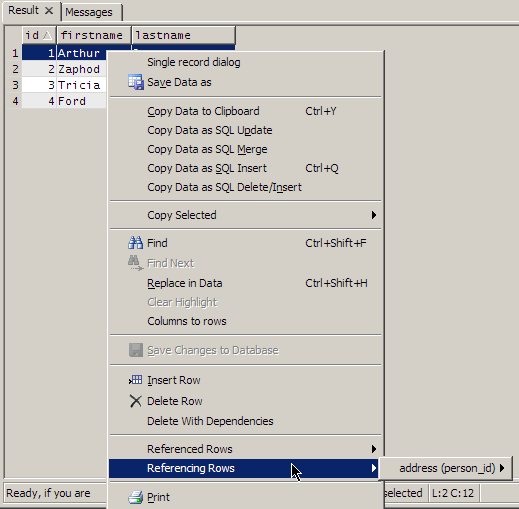 Result Messages
id firstname lastname
1 1 Arthur
2 2 Zaphod
3 3 Tricia
4 4 Ford
Single record dialog
Save Data as
Copy Data to Clipboard Ctrl+Y
Copy Data as SQL Update
Copy Data as SQL Merge
Copy Data as SQL Insert Ctrl+Q
Copy Data as SQL Delete/Insert
Copy Selected
Find Ctrl+Shift+F
Find Next
Replace in Data Ctrl+Shift+H
Clear Highlight
Columns to rows
Save Changes to Database
Insert Row
Delete Row
Delete With Dependencies
Referenced Rows
Referencing Rows address (person_id)
Ready, if you are selected L:2 C:12
Print